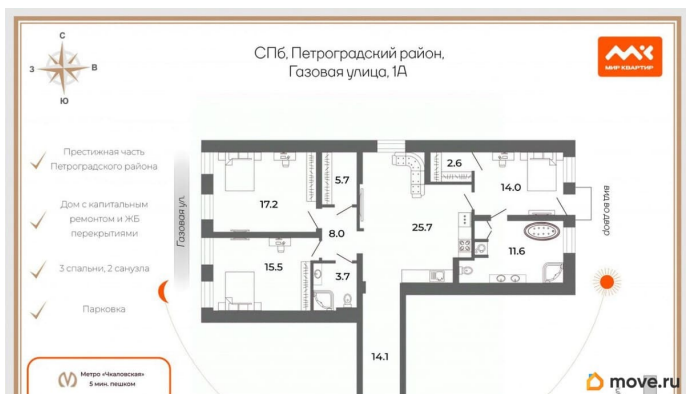 С
З
В
Ю
СПб, Петроградский район,
Газовая улица, 1А
МИР КВАРТИР
Престижная часть
Петроградского района
Дом с капитальным
ремонтом и ЖБ
перекрытиями
3 спальни, 2 санузла
Парковка
Метро «Чкаловская»
5 мин. пешком
Газовая ул.
17.2
5.7
2.6
14.0
8.0
25.7
11.6
15.5
3.7
14.1
вид во двор
move.ru